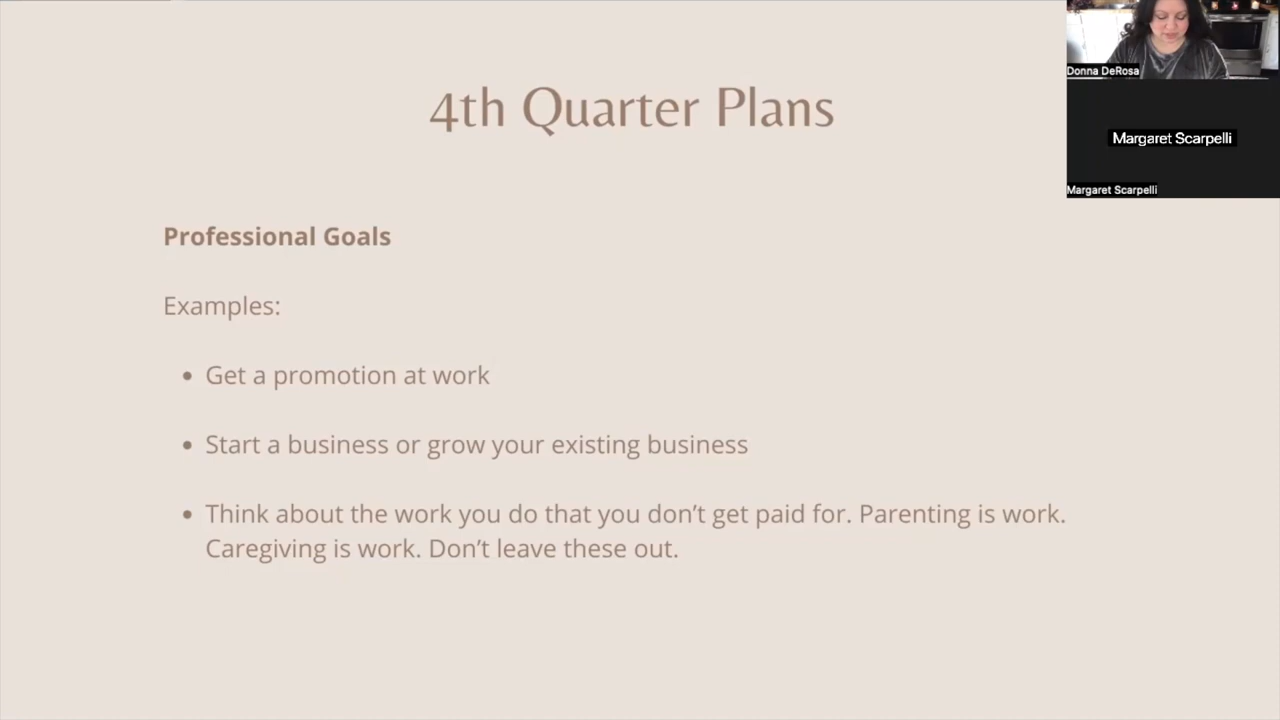 4th Quarter Plans
Donna DeRosa
Margaret Scarpelli
Margaret Scarpelli
Professional Goals
Examples:
• Get a promotion at work
• Start a business or grow your existing business
• Think about the work you do that you don’t get paid for. Parenting is work.
Caregiving is work. Don’t leave these out.